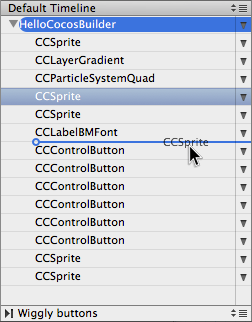 Default Timeline
HelloCocosBuilder
CCSprite
CCLayerGradient
CCParticleSystemQuad
CCSprite
CCSprite
CCLabelBMFont
CCSprite
CCControlButton
CCControlButton
CCControlButton
CCControlButton
CCControlButton
CCControlButton
CCSprite
CCSprite
Wiggly buttons